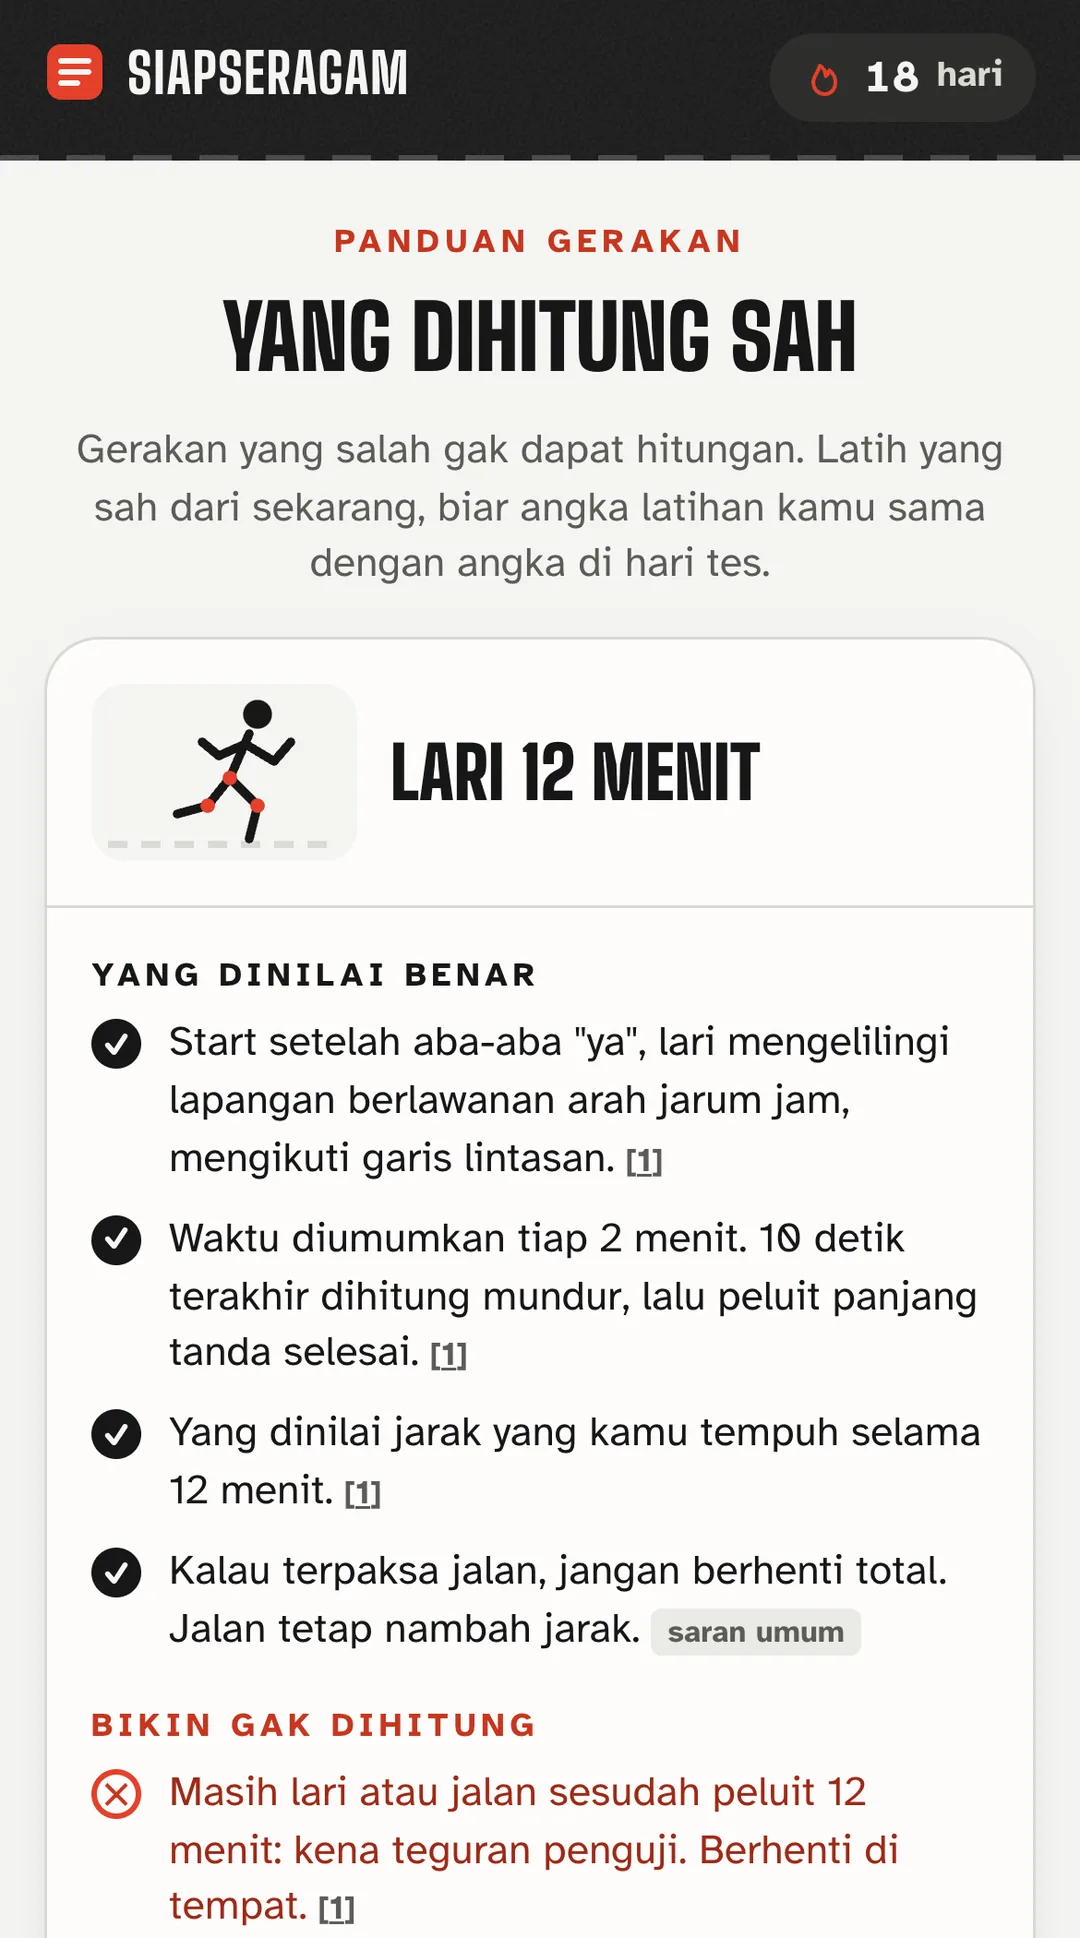 SIAPSERAGAM
18 hari
PANDUAN GERAKAN
YANG DIHITUNG SAH
Gerakan yang salah gak dapat hitungan. Latih yang
sah dari sekarang, biar angka latihan kamu sama
dengan angka di hari tes.
LARI 12 MENIT
YANG DINILAI BENAR
Start setelah aba-aba "ya", lari mengelilingi
lapangan berlawanan arah jarum jam,
mengikuti garis lintasan. [1]
Waktu diumumkan tiap 2 menit. 10 detik
terakhir dihitung mundur, lalu peluit panjang
tanda selesai. [1]
Yang dinilai jarak yang kamu tempuh selama
12 menit. [1]
Kalau terpaksa jalan, jangan berhenti total.
Jalan tetap nambah jarak. saran umum
BIKIN GAK DIHITUNG
Masih lari atau jalan sesudah peluit 12
menit: kena teguran penguji. Berhenti di
tempat. [1]